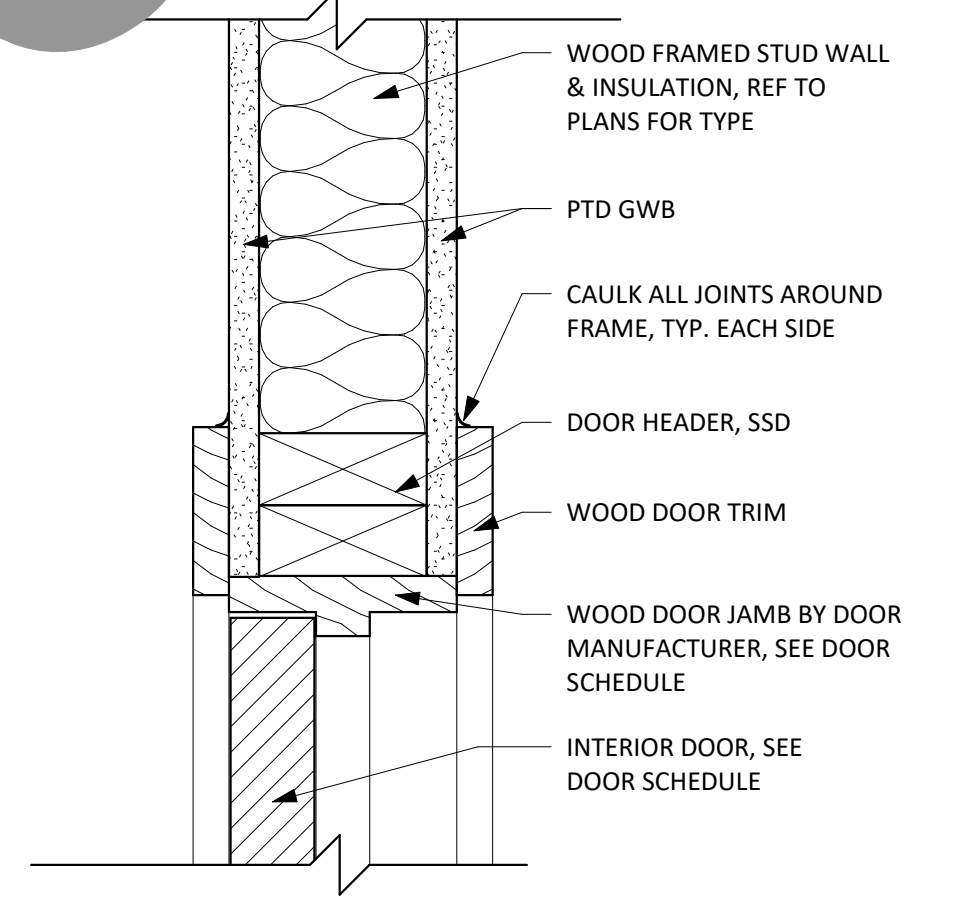 WOOD FRAMED STUD WALL
& INSULATION, REF TO
PLANS FOR TYPE
PTD GWB
CAULK ALL JOINTS AROUND
FRAME, TYP. EACH SIDE
DOOR HEADER, SSD
WOOD DOOR TRIM
WOOD DOOR JAMB BY DOOR
MANUFACTURER, SEE DOOR
SCHEDULE
INTERIOR DOOR, SEE
DOOR SCHEDULE